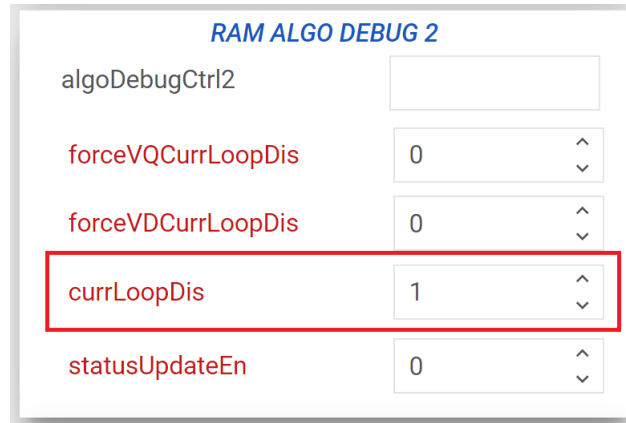 RAM ALGO DEBUG 2
algoDebugCtrl2
forceVQCurrLoopDis 0
forceVDCurrLoopDis 0
currLoopDis 1
statusUpdateEn 0